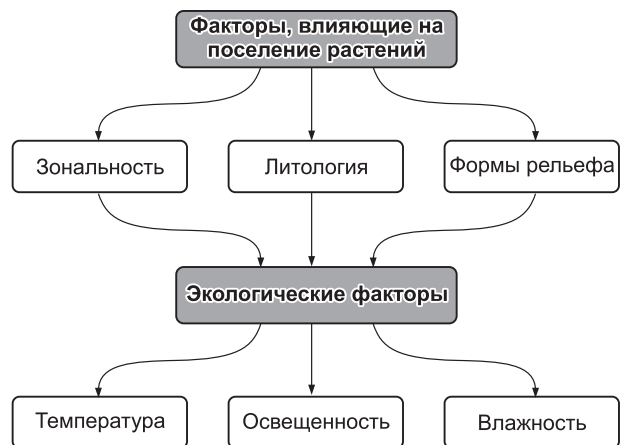 Факторы, влияющие на
поселение растений
Зональность
Литология
Формы рельефа
Экологические факторы
Температура
Освещенность
Влажность